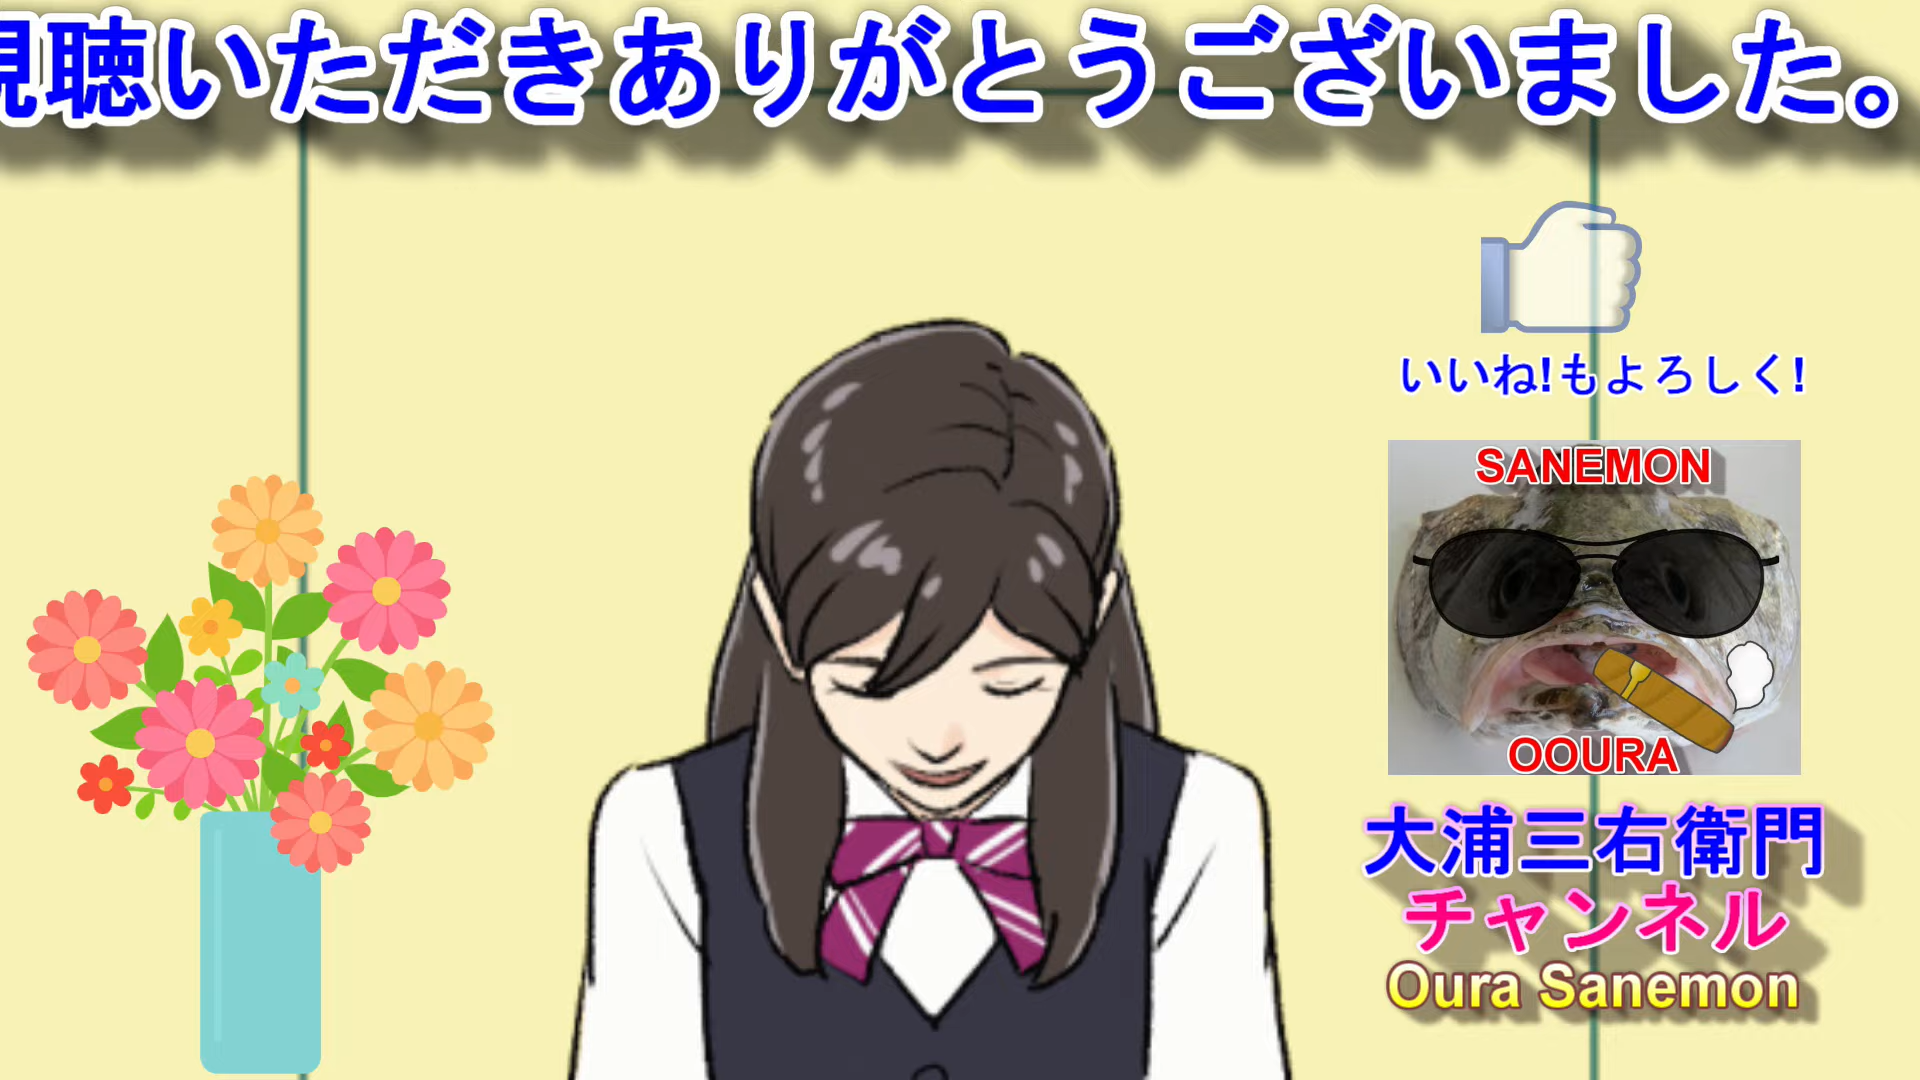 視聴いただきありがとうございました。
いいね!もよろしく!
SANEMON
OOURA
大浦三右衛門
チャンネル
Oura Sanemon